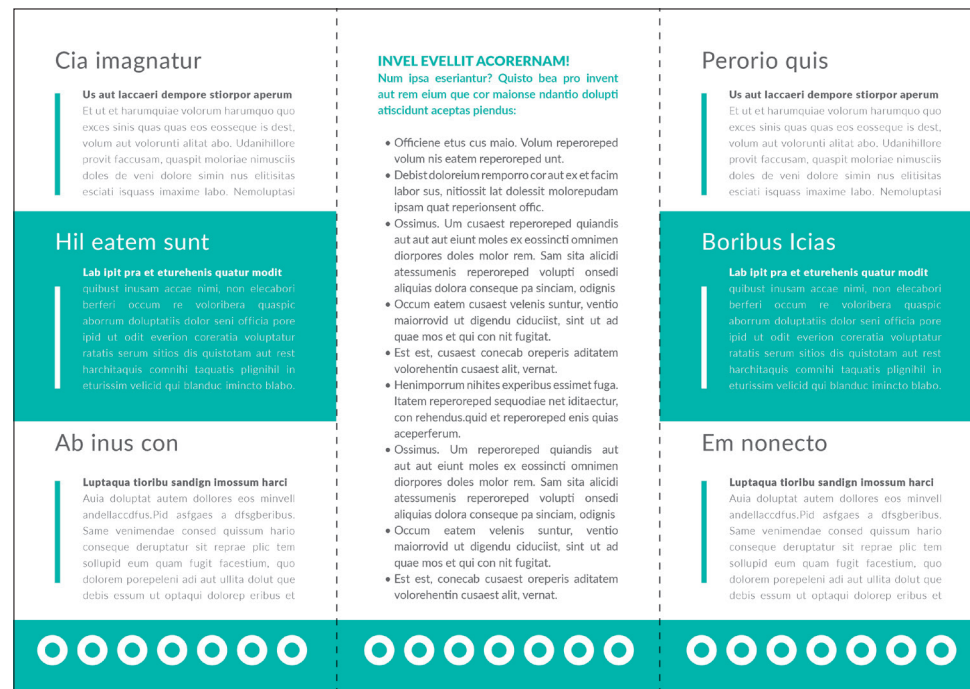 Cia imagnatur
Us aut laccaeri dempore stiorpor aperum
Et ut et harumquiae volorum harumquo quo
exces sinis quas quas eos eosseque is dest,
volum aut volorunti alitat abo. Udanihillore
provit faccusam, quaspit moloriae nimusciis
doles de veni dolore simin nus elitisitas
esciati isquass imaxime labo. Nemoluptasi
Hil eatem sunt
Lab ipit pra et eturehenis quatur modit
quibust inusam accae nimi, non elecabori
berferi occum re voloribera quaspic
aborrum doluptatiis dolor seni officia pore
ipid ut odit everion coreratia voluptatur
ratatis serum sitios dis quistotam aut rest
harchitaquis comnihi taquatis plignihil in
eturissim velicid qui blanduc imincto blabo.
Ab inus con
Luptaqua tioribu sandign imossum harci
Auia doluptat autem dollores eos minvell
andellaccdfus.Pid asfgaes a dfsgberibus.
Same venimendae consed quissum hario
conseque deruptatur sit reprae plic tem
sollupid eum quam fugit facestium, quo
dolorem porepeleni adi aut ullita dolut que
debis essum ut optaqui dolorep eribus et
INVEL EVELLIT ACORERNAM!
Num ipsa eseriantur? Quisto bea pro invent
aut rem eium que cor maionse ndantio dolupti
atiscidunt aceptas piendus:
• Officiene etus cus maio. Volum reperoreped
volum nis eatem reperoreped unt.
• Debist doloreium remporro cor aut ex et facim
labor sus, nitiossit lat dolessit molorepudam
ipsam quat reperionsent offic.
• Ossimus. Um cusaest reperoreped quiandis
aut aut aut eiunt moles ex eossincti omnimen
diorpores doles molor rem. Sam sita alicidi
atessumenis reperoreped volupti onsedi
aliquias dolora conseque pa sinciam, odignis
• Occum eatem cusaest velenis suntur, ventio
maiorrovid ut digendu ciduciist, sint ut ad
quae mos et qui con nit fugitat.
• Est est, cusaest conecab oreperis aditatem
volorehentin cusaest alit, vernat.
• Henimporrum nihites experibus essimet fuga.
Itatem reperoreped sequodiae net iditaectur,
con rehendus.quid et reperoreped enis quias
aceperferum.
• Ossimus. Um reperoreped quiandis aut
aut aut eiunt moles ex eossincti omnimen
diorpores doles molor rem. Sam sita alicidi
atessumenis reperoreped volupti onsedi
aliquias dolora conseque pa sinciam, odignis
• Occum eatem velenis suntur, ventio
maiorrovid ut digendu ciduciist, sint ut ad
quae mos et qui con nit fugitat.
• Est est, conecab cusaest oreperis aditatem
volorehentin cusaest alit, vernat.
Perorio quis
Us aut laccaeri dempore stiorpor aperum
Et ut et harumquiae volorum harumquo quo
exces sinis quas quas eos eosseque is dest,
volum aut volorunti alitat abo. Udanihillore
provit faccusam, quaspit moloriae nimusciis
doles de veni dolore simin nus elitisitas
esciati isquass imaxime labo. Nemoluptasi
Boribus Icias
Lab ipit pra et eturehenis quatur modit
quibust inusam accae nimi, non elecabori
berferi occum re voloribera quaspic
aborrum doluptatiis dolor seni officia pore
ipid ut odit everion coreratia voluptatur
ratatis serum sitios dis quistotam aut rest
harchitaquis comnihi taquatis plignihil in
eturissim velicid qui blanduc imincto blabo.
Em nonecto
Luptaqua tioribu sandign imossum harci
Auia doluptat autem dollores eos minvell
andellaccdfus.Pid asfgaes a dfsgberibus.
Same venimendae consed quissum hario
conseque deruptatur sit reprae plic tem
sollupid eum quam fugit facestium, quo
dolorem porepeleni adi aut ullita dolut que
debis essum ut optaqui dolorep eribus et